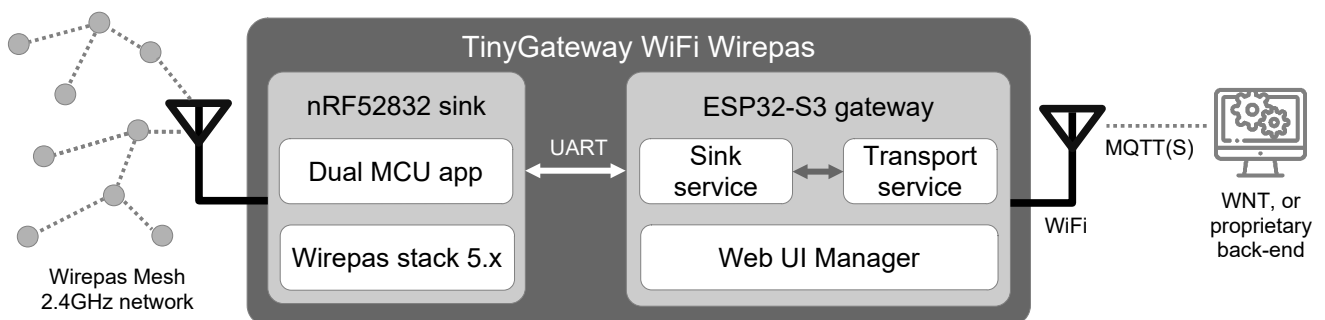 TinyGateway WiFi Wirepas
nRF52832 sink
Dual MCU app
Wirepas stack 5.x
UART
ESP32-S3 gateway
Sink
service
Transport
service
Web UI Manager
Wirepas Mesh
2.4GHz network
WiFi
MQTT(S)
WNT, or
proprietary
back-end